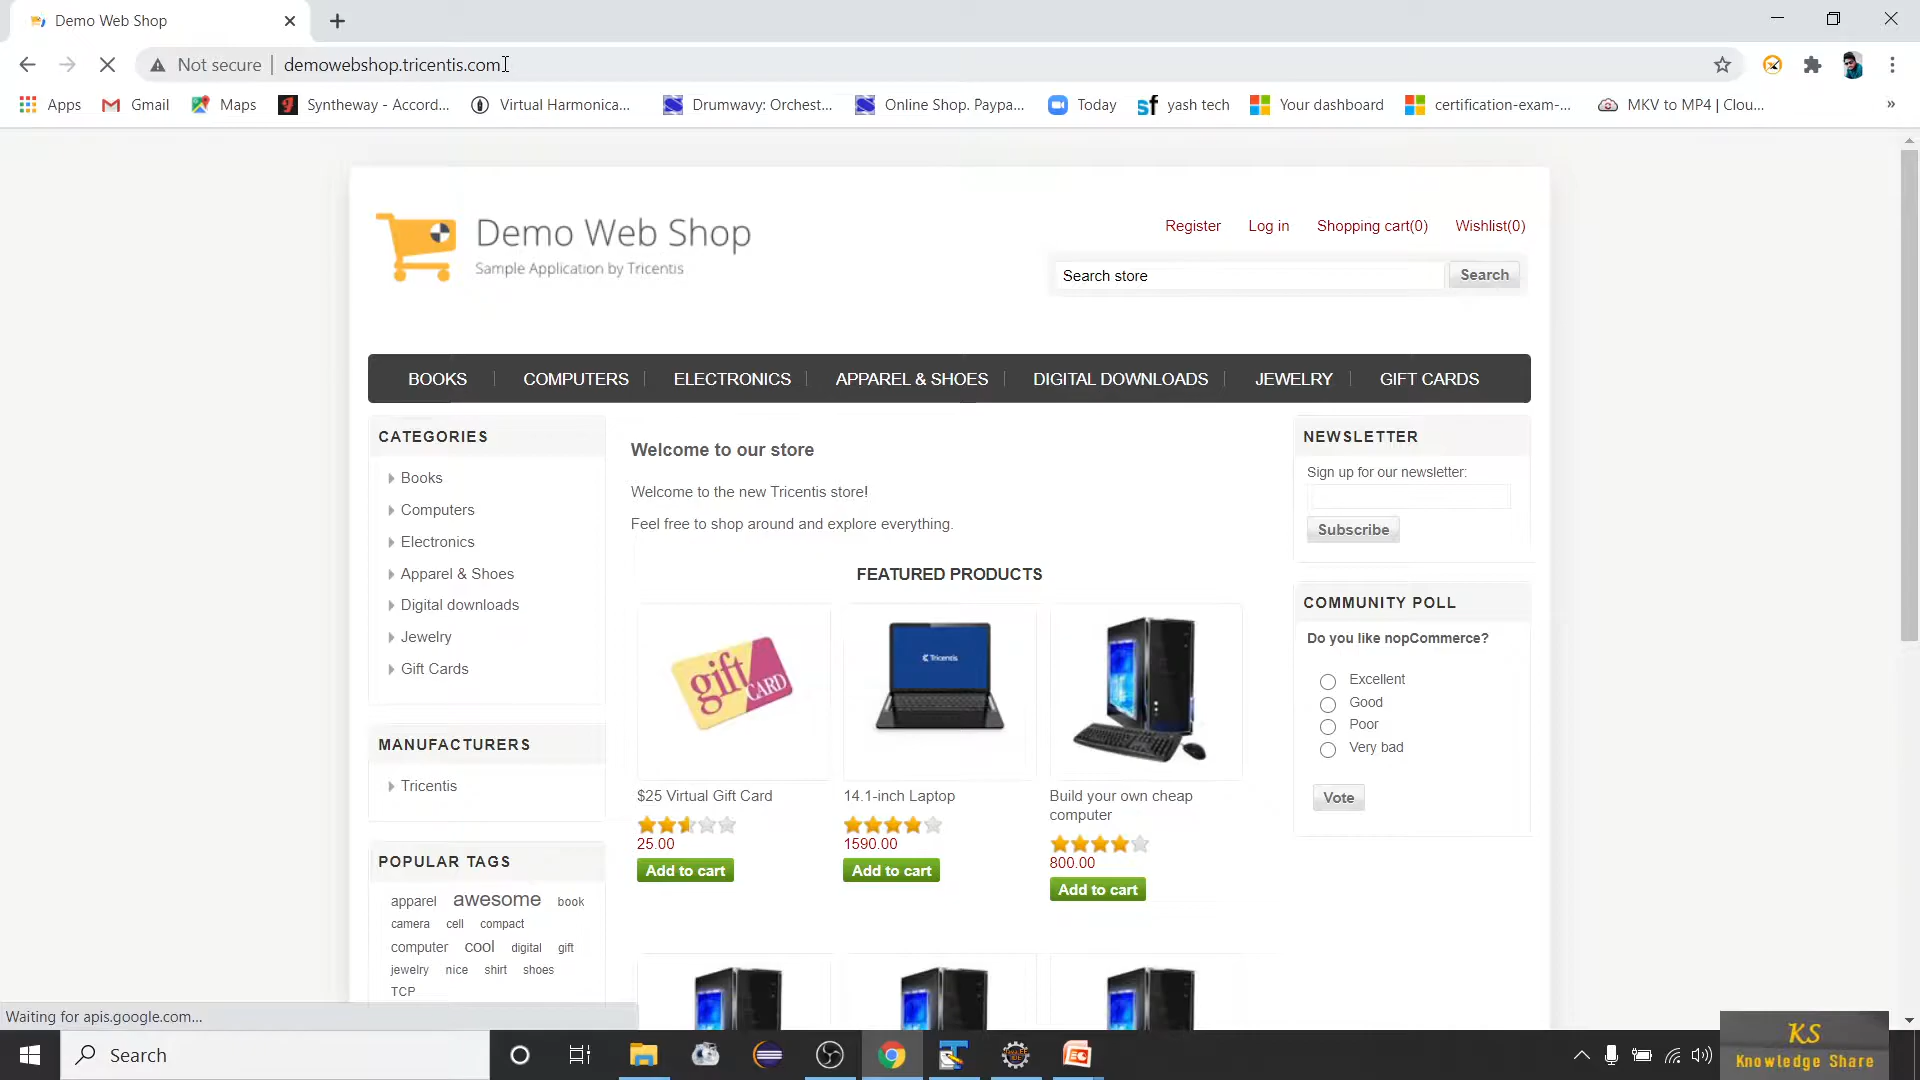 Demo Web Shop
Not secure
demowebshop.tricentis.com
Apps
Gmail
Maps
Syntheway - Accord...
Virtual Harmonica...
Drumwavy: Orchest...
Online Shop. Paypa...
Today
yash tech
Your dashboard
certification-exam-...
MKV to MP4 | Clou...
»
Demo Web Shop
Sample Application by Tricentis
Register
Log in
Shopping cart(0)
Wishlist(0)
Search store
Search
BOOKS
COMPUTERS
ELECTRONICS
APPAREL & SHOES
DIGITAL DOWNLOADS
JEWELRY
GIFT CARDS
CATEGORIES
Books
Computers
Electronics
Apparel & Shoes
Digital downloads
Jewelry
Gift Cards
MANUFACTURERS
Tricentis
POPULAR TAGS
apparel awesome book
camera cell compact
computer cool digital gift
jewelry nice shirt shoes
TCP
Welcome to our store
Welcome to the new Tricentis store!
Feel free to shop around and explore everything.
FEATURED PRODUCTS
gift
CARD
$25 Virtual Gift Card
25.00
Add to cart
Tricentis
14.1-inch Laptop
1590.00
Add to cart
Build your own cheap
computer
800.00
Add to cart
NEWSLETTER
Sign up for our newsletter:
Subscribe
COMMUNITY POLL
Do you like nopCommerce?
Excellent
Good
Poor
Very bad
Vote
Waiting for apis.google.com...
Search
KS
Knowledge Share